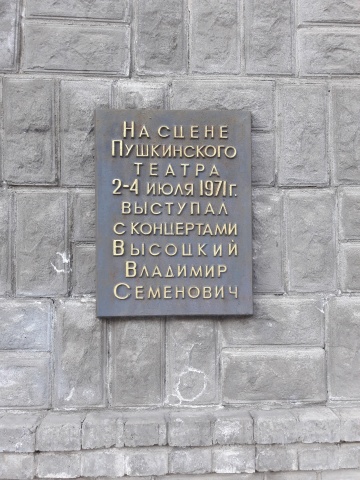 НА СЦЕНЕ
ПУШКИНСКОГО
ТЕАТРА
2-4 ИЮЛЯ 1971г.
ВЫСТУПАЛ
С КОНЦЕРТАМИ
ВЫСОЦКИЙ
ВЛАДИМИР
СЕМЕНОВИЧ